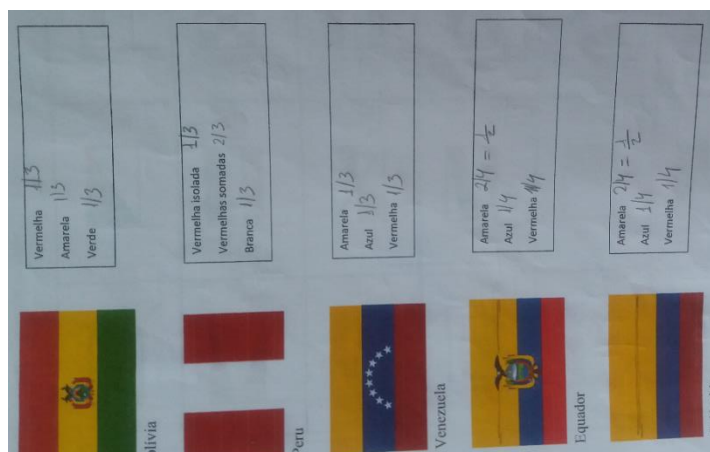 Vermelha 1/3
Amarela 1/3
Verde 1/3
Vermelha isolada 1/3
Vermelhas somadas 2/3
Branca 1/3
Peru
Amarela 1/3
Azul 1/3
Vermelha 1/3
Venezuela
Amarela 2/4 = 1/2
Azul 1/4
Vermelha 1/4
Equador
Amarela 2/4 = 1/2
Azul 1/4
Vermelha 1/4